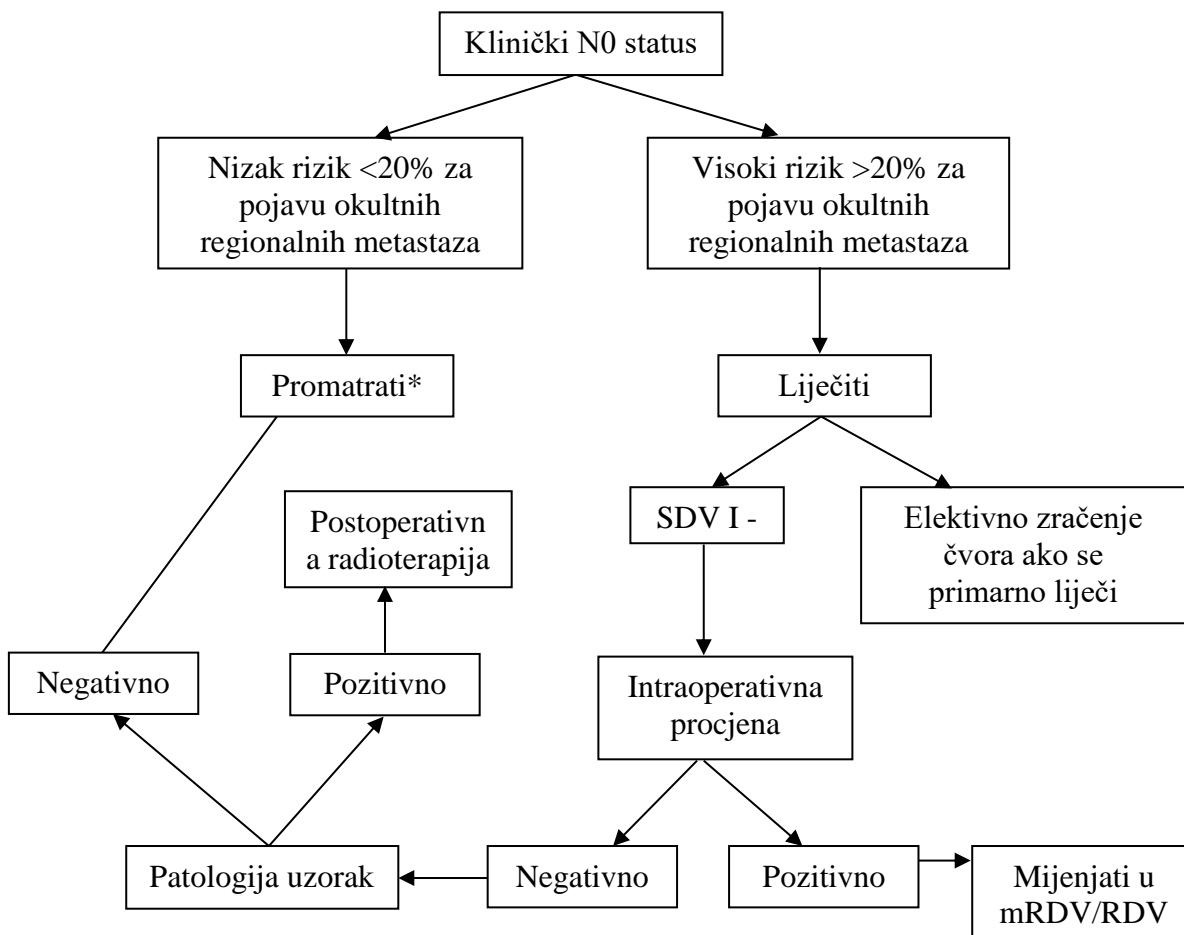 Klinički N0 status
Nizak rizik <20% za
pojavu okultnih
regionalnih metastaza
Visoki rizik >20% za
pojavu okultnih
regionalnih metastaza
Promatrati*
Liječiti
Postoperativn
a radioterapija
SDV I -
Elektivno zračenje
čvora ako se
primarno liječi
Negativno
Pozitivno
Intraoperativna
procjena
Patologija uzorak
Negativno
Pozitivno
Mijenjati u
mRDV/RDV